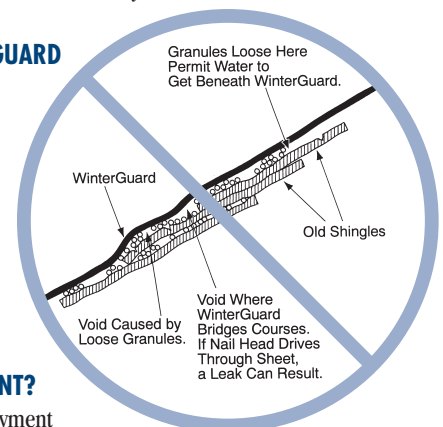 GUARD
Granules Loose Here
Permit Water to
Get Beneath WinterGuard.
WinterGuard
Old Shingles
Void Caused by
Loose Granules.
Void Where
WinterGuard
Bridges Courses.
If Nail Head Drives
Through Sheet,
a Leak Can Result.
NT?
yment